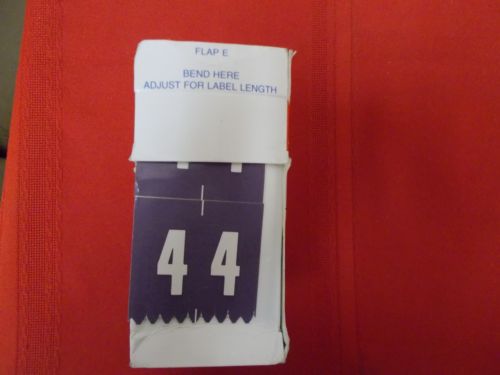 FLAP E
BEND HERE
ADJUST FOR LABEL LENGTH
4 4